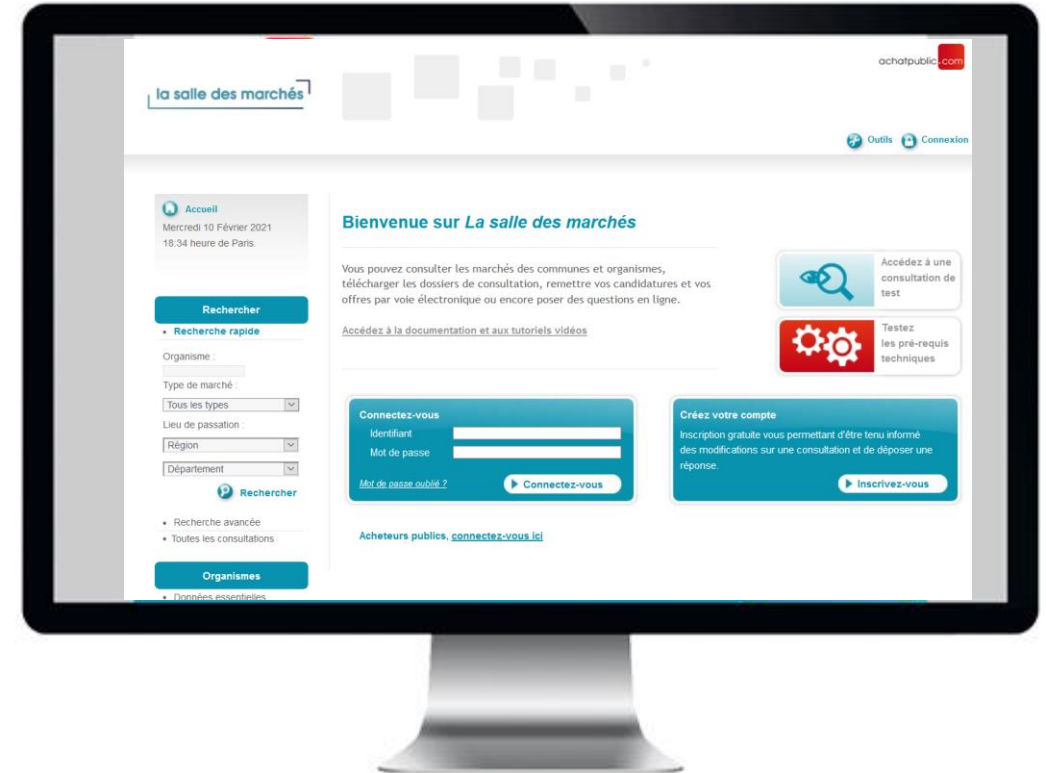 la salle des marchés
achatpublic.com
Outils Connexion
Accueil
Mercredi 10 Février 2021
18:34 heure de Paris.
Rechercher
• Recherche rapide
Organisme :
Type de marché :
Tous les types
Lieu de passation :
Région
Département
Rechercher
• Recherche avancée
• Toutes les consultations
Organismes
• Données essentielles
Bienvenue sur La salle des marchés
Vous pouvez consulter les marchés des communes et organismes,
télécharger les dossiers de consultation, remettre vos candidatures et vos
offres par voie électronique ou encore poser des questions en ligne.
Accédez à la documentation et aux tutoriels vidéos
Accédez à une
consultation de
test
Testez
les pré-requis
techniques
Connectez-vous
Identifiant
Mot de passe
Mot de passe oublié ?
Connectez-vous
Créez votre compte
Inscription gratuite vous permettant d'être tenu informé
des modifications sur une consultation et de déposer une
réponse.
Inscrivez-vous
Acheteurs publics, connectez-vous ici